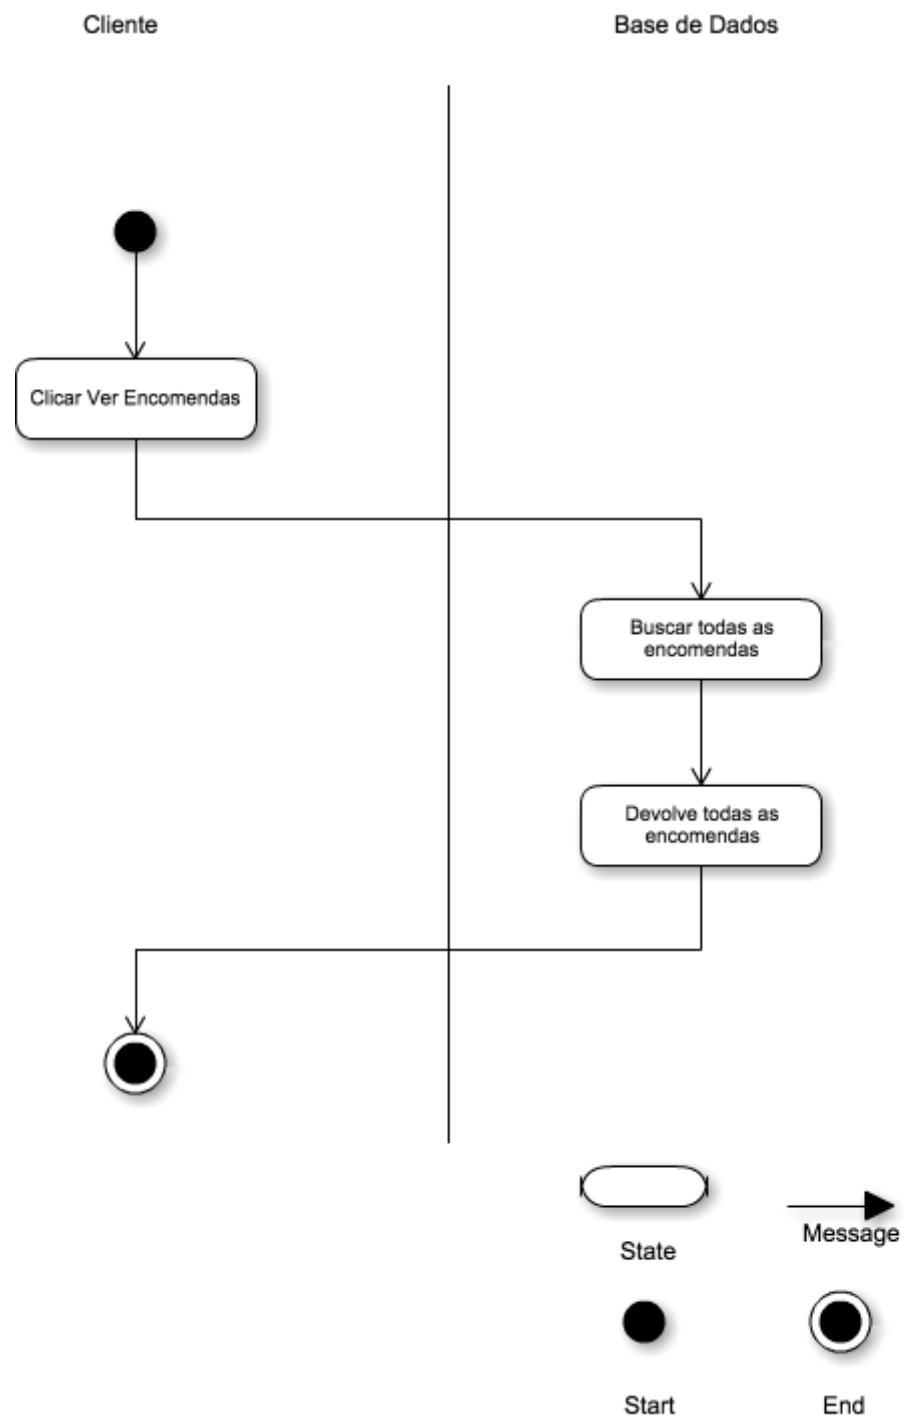 Cliente
Base de Dados
Clicar Ver Encomendas
Buscar todas as
encomendas
Devolve todas as
encomendas
State
Message
Start
End